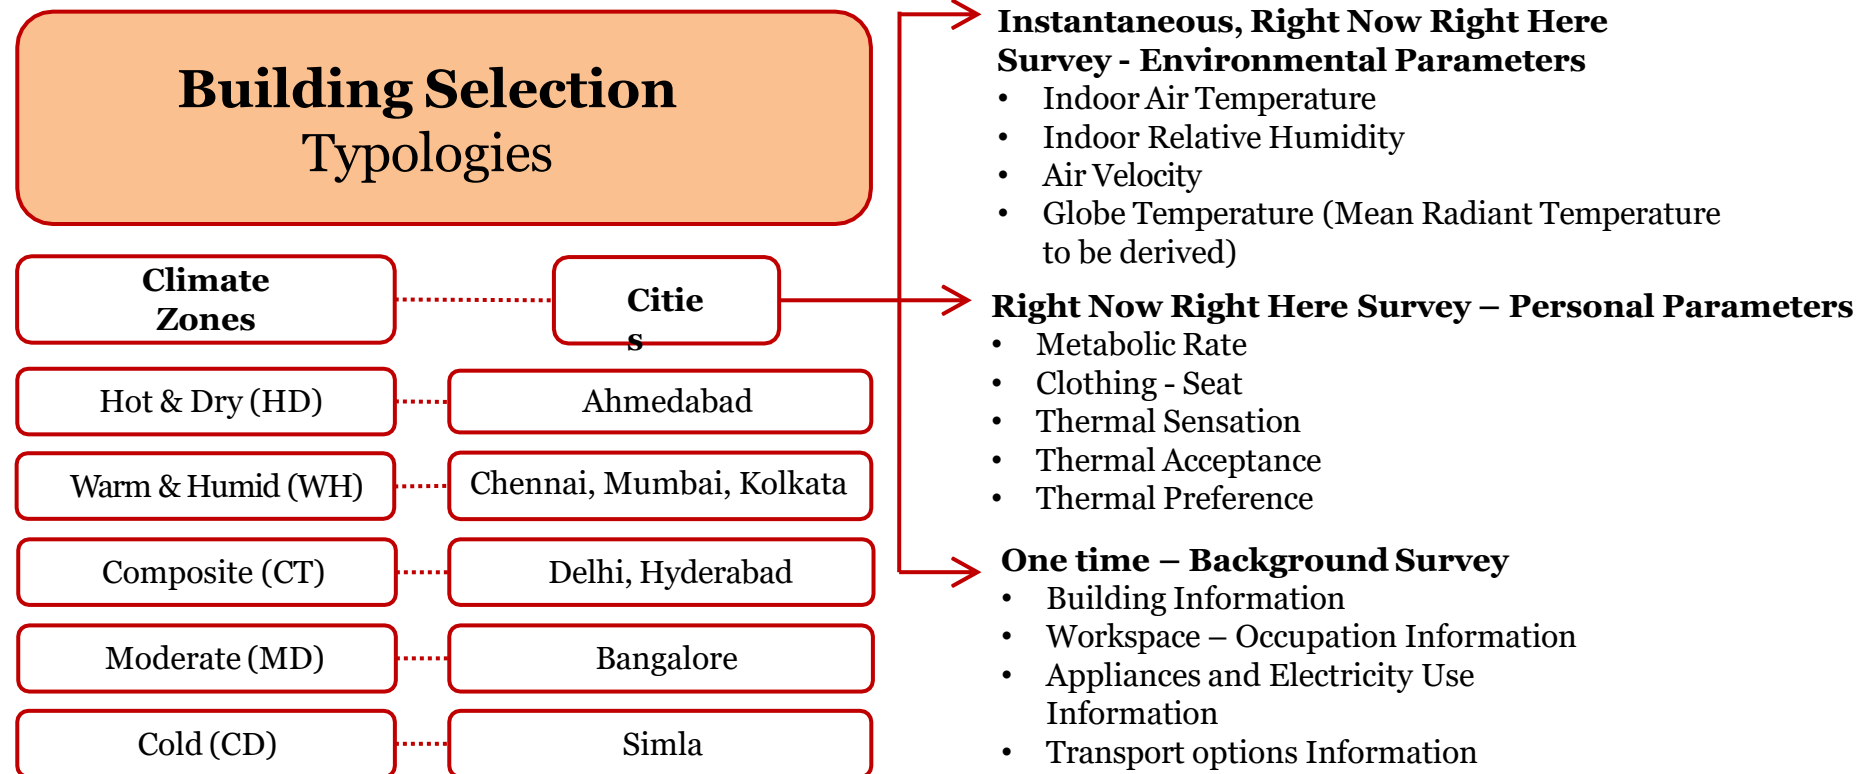 Building Selection
Typologies
Climate
Zones
Citie
s
Hot & Dry (HD)
Ahmedabad
Warm & Humid (WH)
Chennai, Mumbai, Kolkata
Composite (CT)
Delhi, Hyderabad
Moderate (MD)
Bangalore
Cold (CD)
Simla
Instantaneous, Right Now Right Here
Survey - Environmental Parameters
• Indoor Air Temperature
• Indoor Relative Humidity
• Air Velocity
• Globe Temperature (Mean Radiant Temperature
to be derived)
Right Now Right Here Survey – Personal Parameters
• Metabolic Rate
• Clothing - Seat
• Thermal Sensation
• Thermal Acceptance
• Thermal Preference
One time – Background Survey
• Building Information
• Workspace – Occupation Information
• Appliances and Electricity Use
Information
• Transport options Information